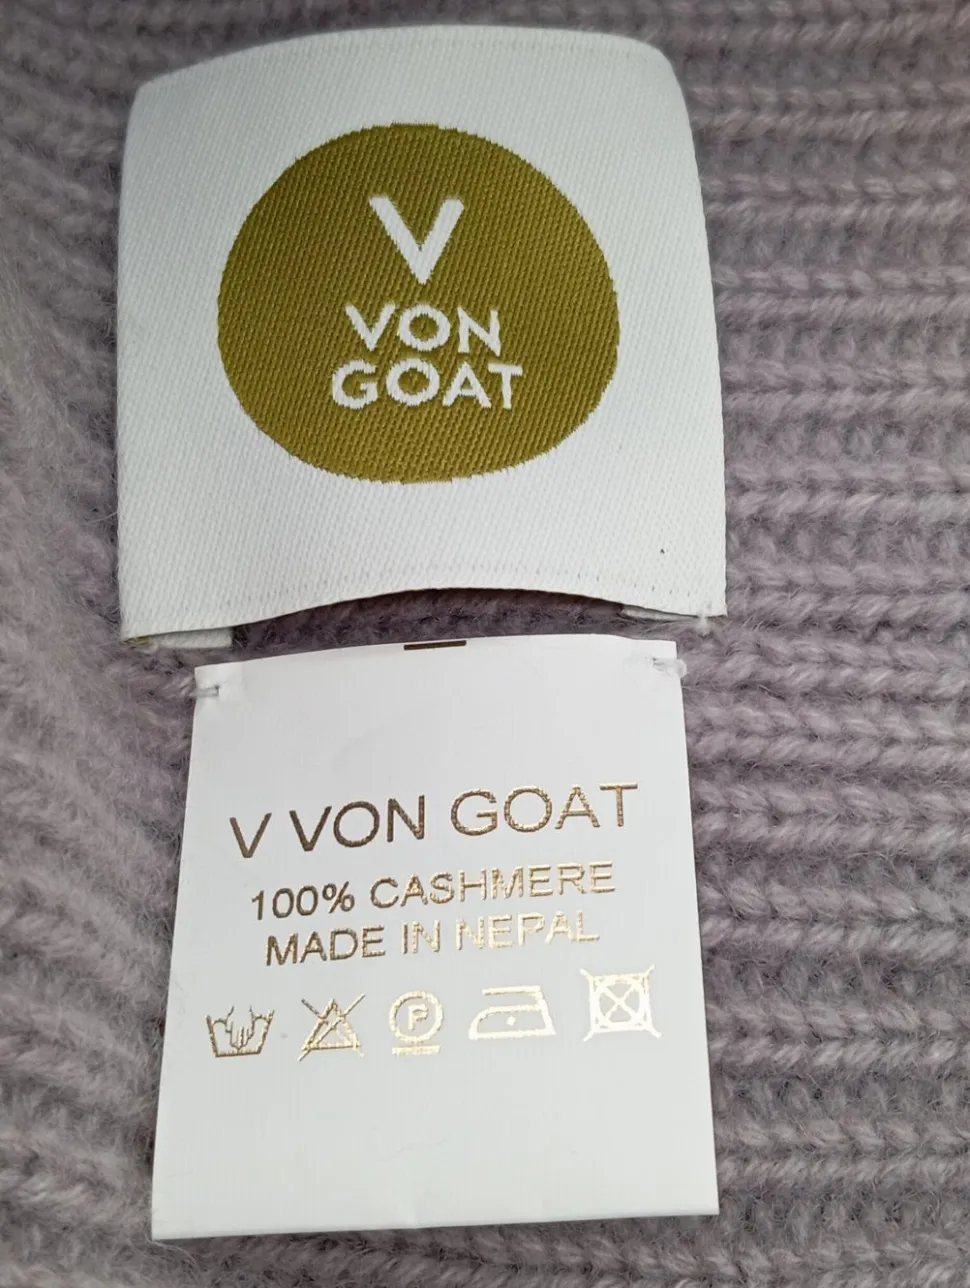 V
VON
GOAT
V VON GOAT
100% CASHMERE
MADE IN NEPAL
P